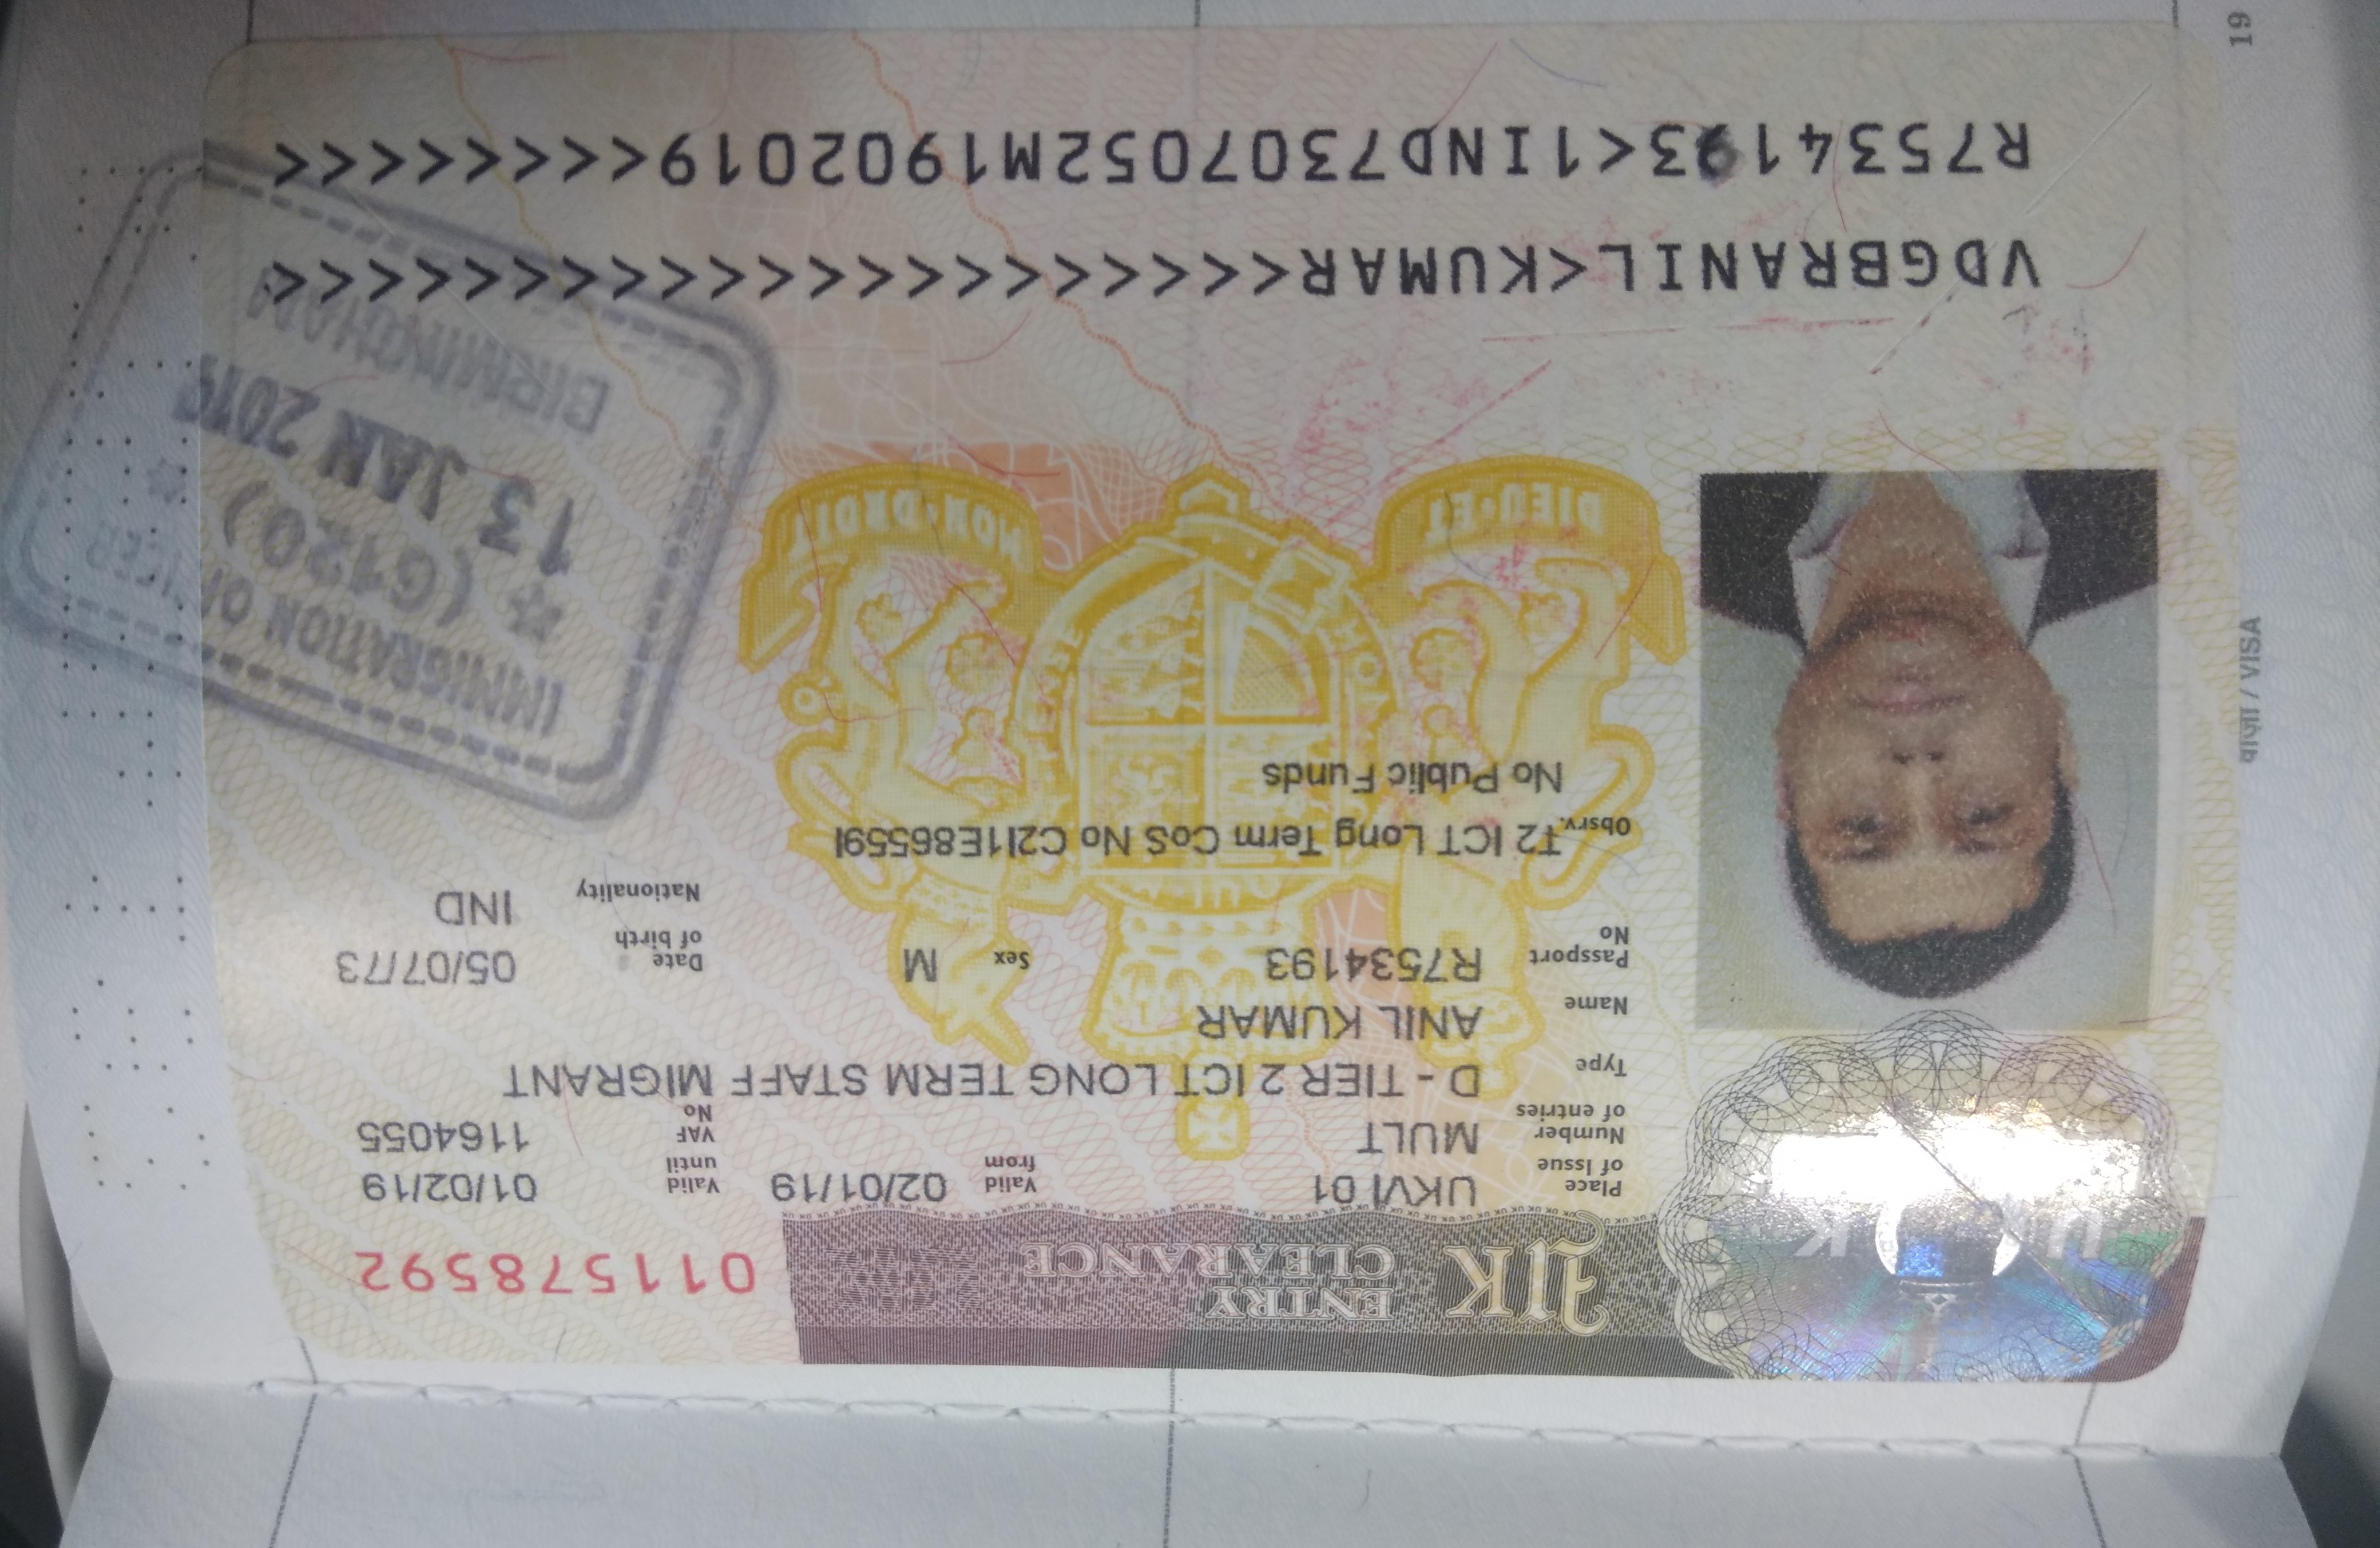 UK ENTRY CLEARANCE
011578592
Place of Issue UKVI 01 Valid from 02/01/19 Valid until 01/02/19
Number of entries MULT VAF No 1164055
Type D - TIER 2 ICT LONG TERM STAFF MIGRANT
Name ANIL KUMAR
Passport No R7534193 Sex M Date of birth 05/07/73
Nationality IND
Obsrv. T2 ICT Long Term CoS No C2I1E86559I
No Public Funds
DIEU·ET MON·DROIT
IMMIGRATION OFFICER
* (G120) *
13 JAN 2019
BIRMINGHAM
VDGBRANIL<KUMAR<<<<<<<<<<<<<<<<<<<<<
R7534193<1IND7307052M1902019<<<<<<<<
/ VISA
19